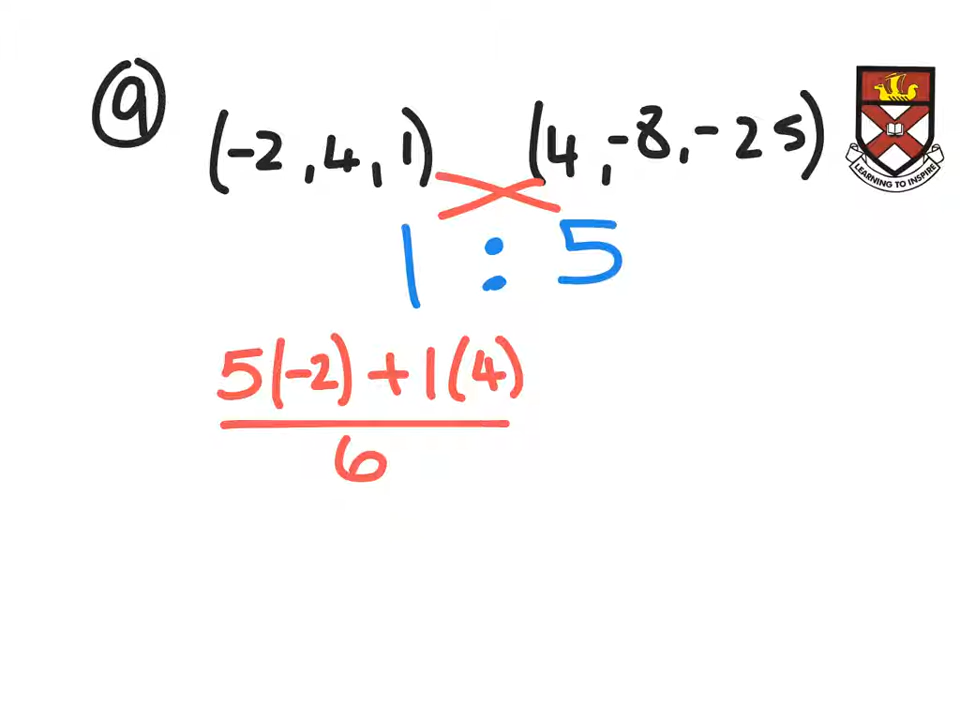 9 (-2, 4, 1) (4, -8, -25)
LEARNING TO INSPIRE
1 : 5
5(-2) + 1(4)
6